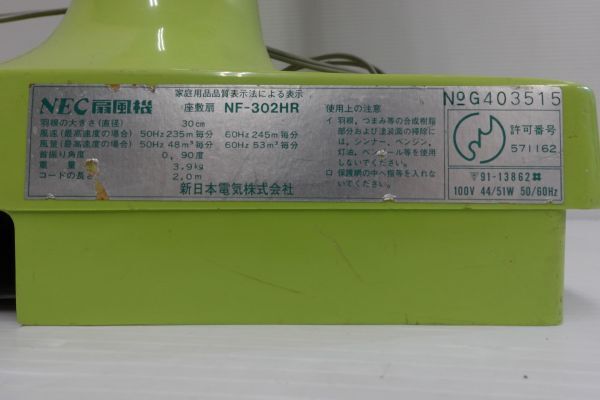 家庭用品品質表示法による表示
NEC 扇風機 座敷扇 NF-302HR
羽根の大きさ(直径) 30cm
風速(最高速度の場合) 50Hz 235m毎分 60Hz 245m毎分
風量(最高速度の場合) 50Hz 48m³毎分 60Hz 53m³毎分
首振り角度 0, 90度
重量 3.9kg
コードの長さ 2.0m
新日本電気株式会社
使用上の注意
イ 羽根、つまみ等の合成樹脂
部分および塗装面の掃除に
は、シンナー、ベンジン、
灯油、ベンコール等を使用
しないでください。
ロ 保護網の中へ指等を入れな
いでください。
NoG403515
許可番号
571162
〒91-13862
100V 44/51W 50/60Hz